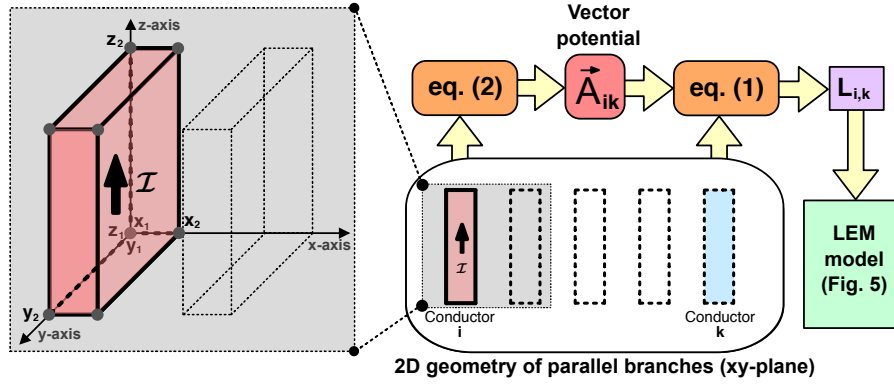 z-axis
z₂
I
x₁
z₁
y₁
x₂
x-axis
y₂
y-axis
Vector
potential
eq. (2)
A⃗ik
eq. (1)
Li,k
I
Conductor
i
Conductor
k
LEM
model
(Fig. 5)
2D geometry of parallel branches (xy-plane)